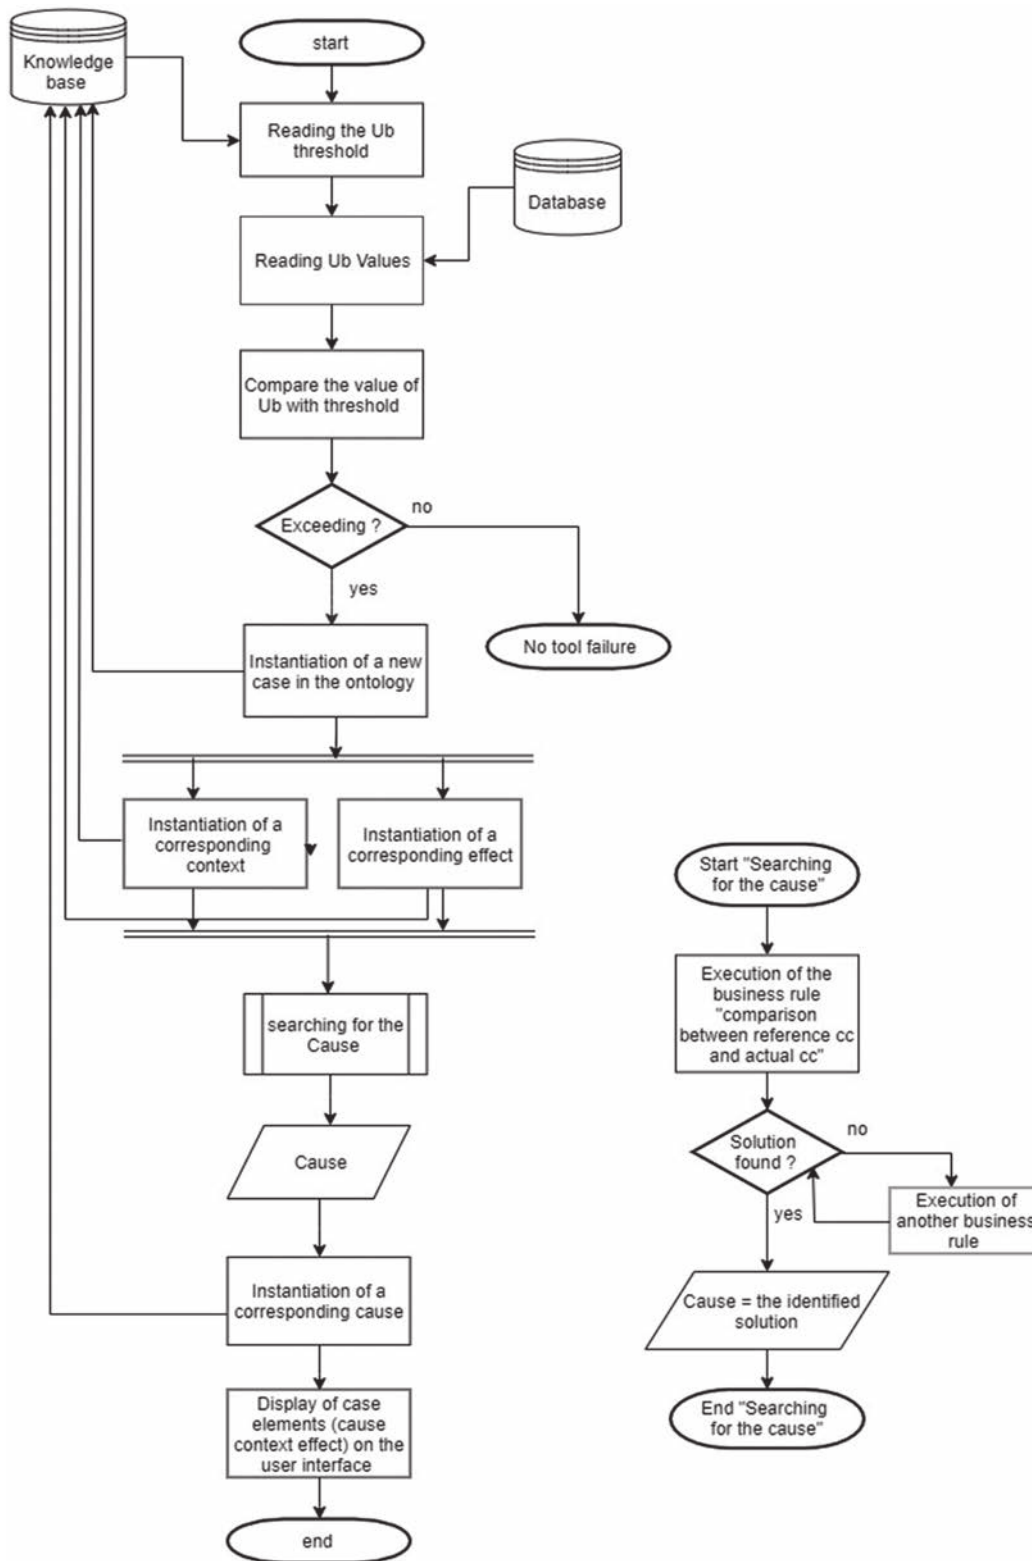 Knowledge
base
start
Reading the Ub
threshold
Database
Reading Ub Values
Compare the value of
Ub with threshold
Exceeding ?
no
yes
No tool failure
Instantiation of a new
case in the ontology
Instantiation of a
corresponding
context
Instantiation of a
corresponding effect
searching for the
Cause
Cause
Instantiation of a
corresponding cause
Display of case
elements (cause
context effect) on the
user interface
end
Start "Searching
for the cause"
Execution of the
business rule
"comparison
between reference cc
and actual cc"
Solution
found ?
no
yes
Execution of
another business
rule
Cause = the identified
solution
End "Searching
for the cause"